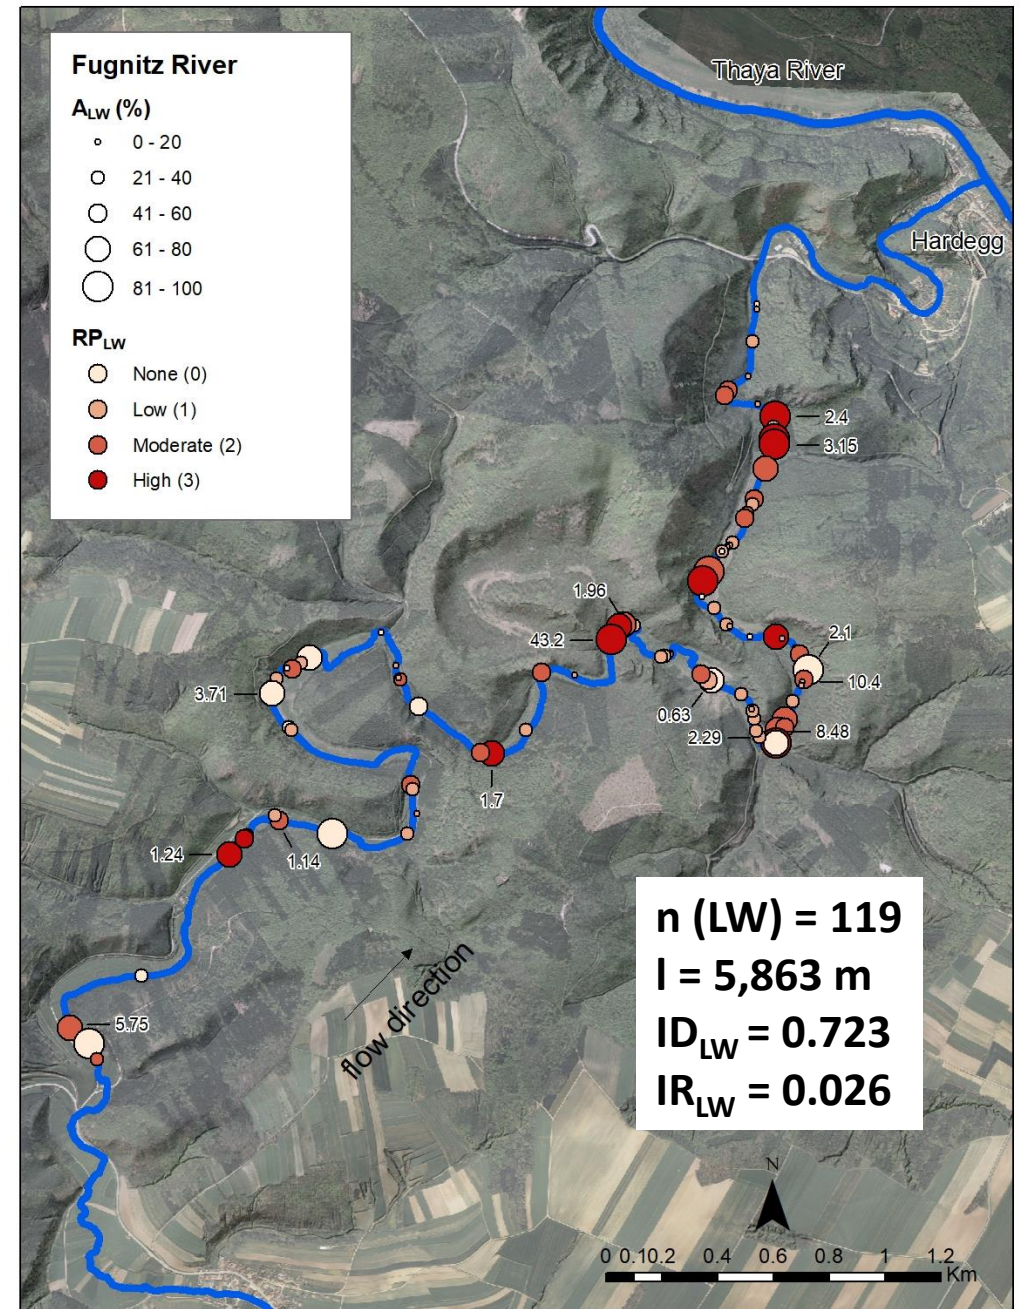 Fugnitz River
A_LW (%)
0 - 20
21 - 40
41 - 60
61 - 80
81 - 100
RP_LW
None (0)
Low (1)
Moderate (2)
High (3)
Thaya River
Hardegg
2.4
3.15
1.96
43.2
2.1
10.4
3.71
0.63
2.29
8.48
1.7
1.24
1.14
5.75
flow direction
n (LW) = 119
l = 5,863 m
ID_LW = 0.723
IR_LW = 0.026
N
0 0.10.2 0.4 0.6 0.8 1 1.2
Km